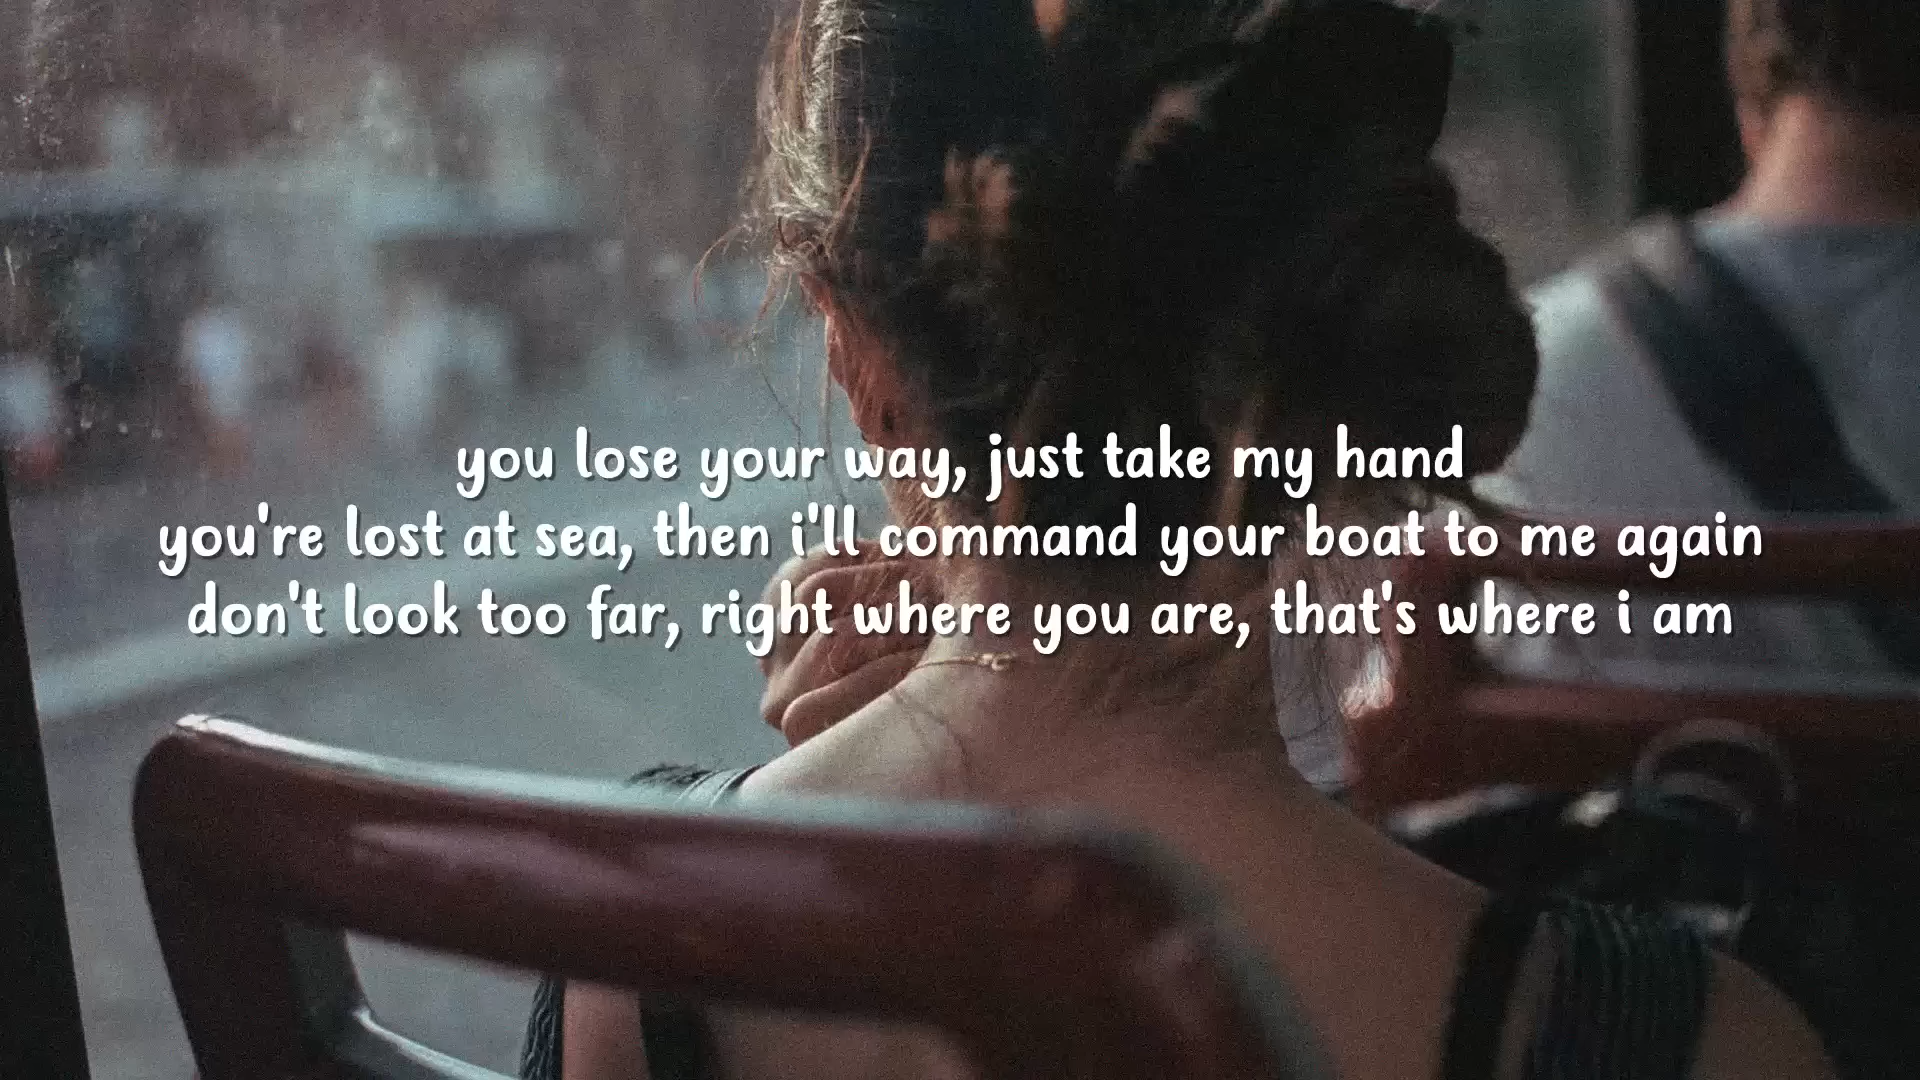 you lose your way, just take my hand
you're lost at sea, then i'll command your boat to me again
don't look too far, right where you are, that's where i am